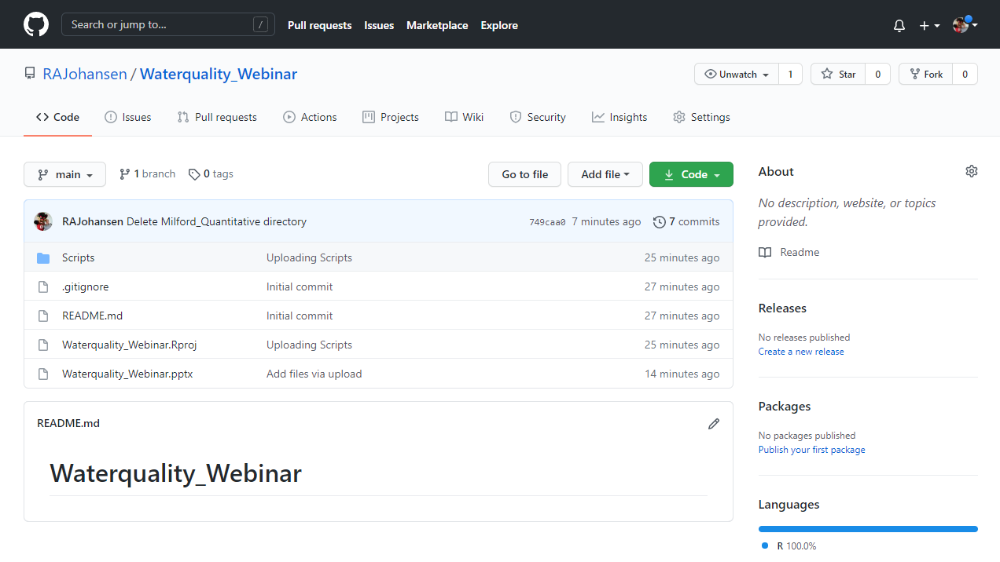 Search or jump to... / Pull requests Issues Marketplace Explore
RAJohansen / Waterquality_Webinar Unwatch 1 Star 0 Fork 0
Code Issues Pull requests Actions Projects Wiki Security Insights Settings
main 1 branch 0 tags Go to file Add file Code
RAJohansen Delete Milford_Quantitative directory 749caa0 7 minutes ago 7 commits
Scripts Uploading Scripts 25 minutes ago
.gitignore Initial commit 27 minutes ago
README.md Initial commit 27 minutes ago
Waterquality_Webinar.Rproj Uploading Scripts 25 minutes ago
Waterquality_Webinar.pptx Add files via upload 14 minutes ago
README.md
Waterquality_Webinar
About
No description, website, or topics
provided.
Readme
Releases
No releases published
Create a new release
Packages
No packages published
Publish your first package
Languages
R 100.0%